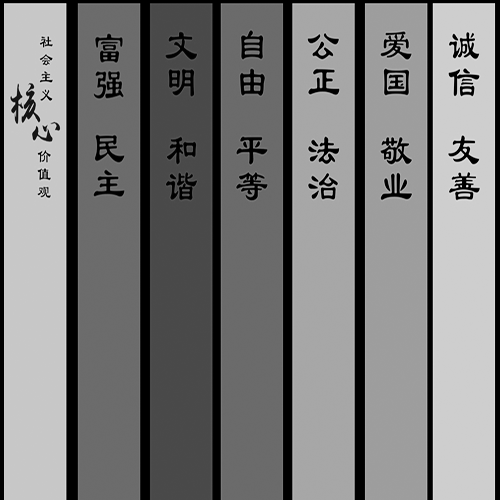 社会主义核心价值观
富强 民主
文明 和谐
自由 平等
公正 法治
爱国 敬业
诚信 友善